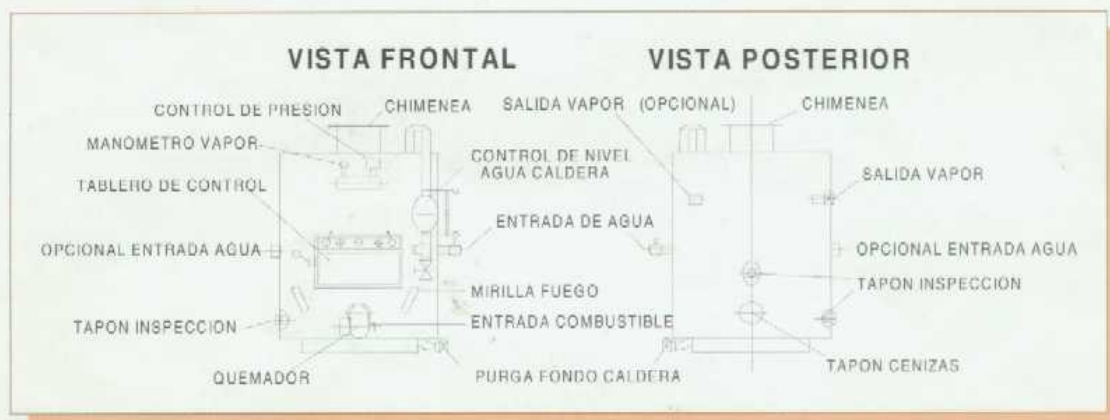 VISTA FRONTAL
CONTROL DE PRESION
CHIMENEA
MANOMETRO VAPOR
CONTROL DE NIVEL
AGUA CALDERA
TABLERO DE CONTROL
ENTRADA DE AGUA
OPCIONAL ENTRADA AGUA
MIRILLA FUEGO
TAPON INSPECCION
ENTRADA COMBUSTIBLE
QUEMADOR
PURGA FONDO CALDERA
VISTA POSTERIOR
SALIDA VAPOR (OPCIONAL)
CHIMENEA
SALIDA VAPOR
OPCIONAL ENTRADA AGUA
TAPON INSPECCION
TAPON CENIZAS